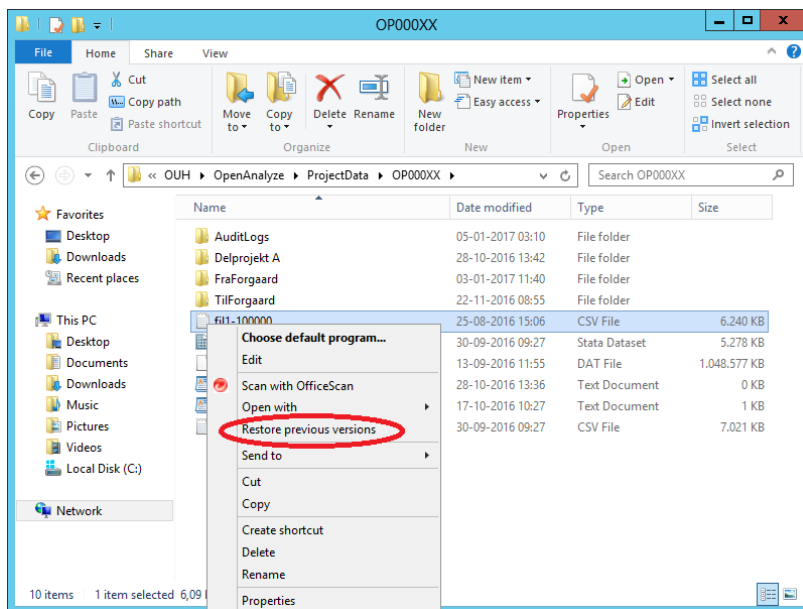 OP000XX
File Home Share View
Copy
Paste
Cut
Copy path
Paste shortcut
Clipboard
Move to
Copy to
Delete
Rename
Organize
New folder
New item
Easy access
New
Properties
Open
Edit
Open
Select all
Select none
Invert selection
Select
« OUH OpenAnalyze ProjectData OP000XX
Search OP000XX
Favorites
Desktop
Downloads
Recent places
This PC
Desktop
Documents
Downloads
Music
Pictures
Videos
Local Disk (C:)
Network
Name Date modified Type Size
AuditLogs 05-01-2017 03:10 File folder
Delprojekt A 28-10-2016 13:42 File folder
FraForgaard 03-01-2017 11:40 File folder
TilForgaard 22-11-2016 08:55 File folder
fil1-100000 25-08-2016 15:06 CSV File 6.240 KB
30-09-2016 09:27 Stata Dataset 5.278 KB
13-09-2016 11:55 DAT File 1.048.577 KB
28-10-2016 13:36 Text Document 0 KB
17-10-2016 10:27 Text Document 1 KB
30-09-2016 09:27 CSV File 7.021 KB
Choose default program...
Edit
Scan with OfficeScan
Open with
Restore previous versions
Send to
Cut
Copy
Create shortcut
Delete
Rename
Properties
10 items 1 item selected 6,09